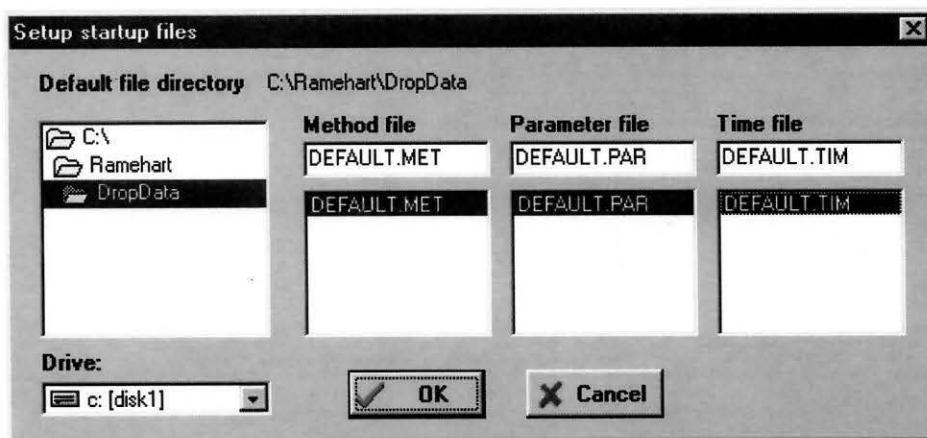 Setup startup files
Default file directory C:\Ramehart\DropData
Method file Parameter file Time file
C:\
DEFAULT.MET DEFAULT.PAR DEFAULT.TIM
Ramehart
DropData
DEFAULT.MET DEFAULT.PAR DEFAULT.TIM
Drive:
c: [disk1]
OK Cancel